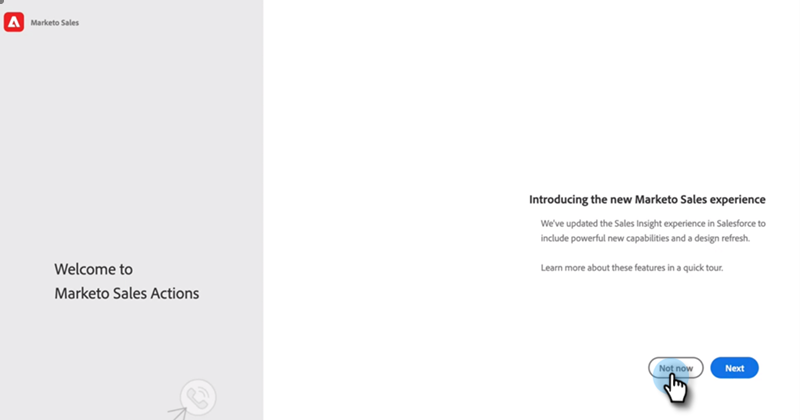 Marketo Sales
Welcome to
Marketo Sales Actions
Introducing the new Marketo Sales experience
We've updated the Sales Insight experience in Salesforce to
include powerful new capabilities and a design refresh.
Learn more about these features in a quick tour.
Not now
Next